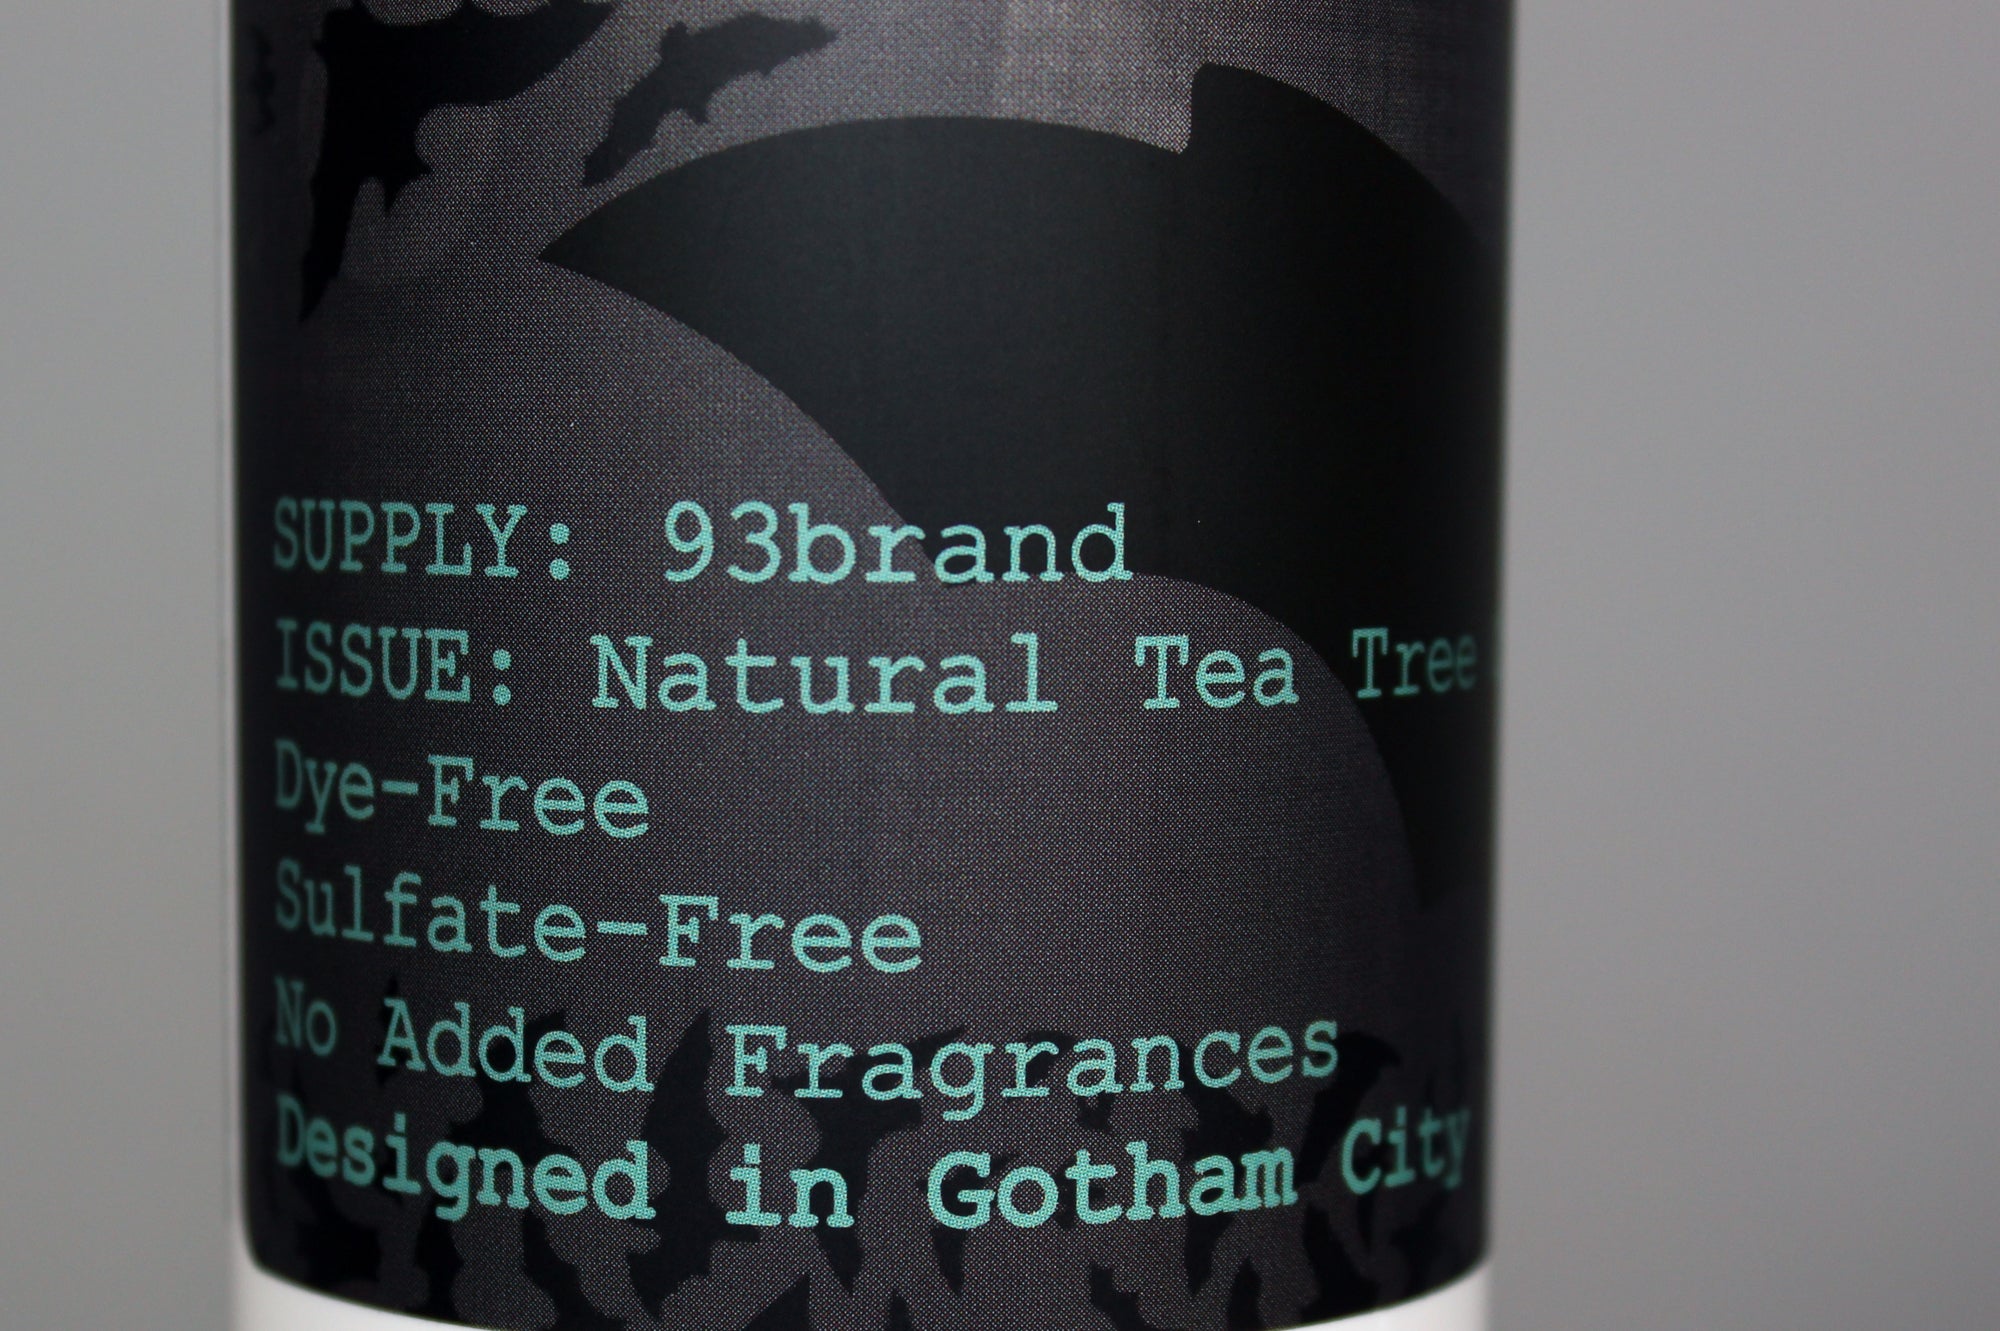 SUPPLY: 93brand
ISSUE: Natural Tea Tree
Dye-Free
Sulfate-Free
No Added Fragrances
Designed in Gotham City